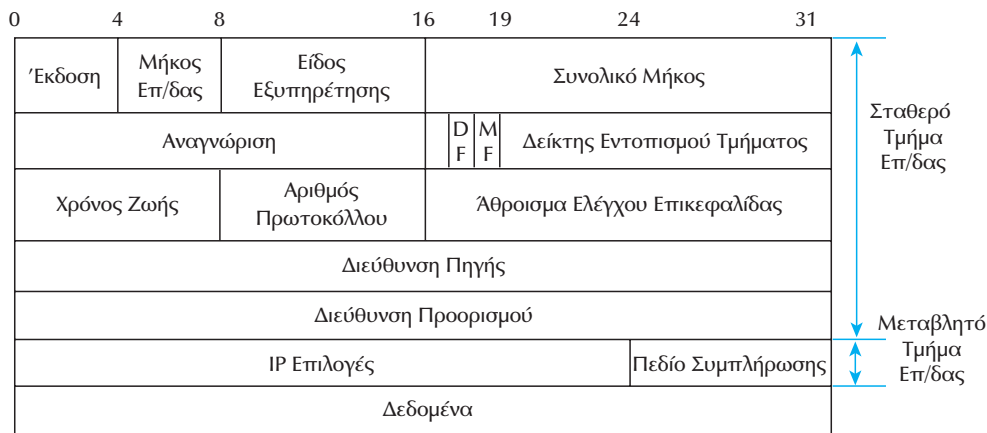 0 4 8 16 19 24 31
Έκδοση
Μήκος
Επ/δας
Είδος
Εξυπηρέτησης
Συνολικό Μήκος
Αναγνώριση
D
F
M
F
Δείκτης Εντοπισμού Τμήματος
Χρόνος Ζωής
Αριθμός
Πρωτοκόλλου
Άθροισμα Ελέγχου Επικεφαλίδας
Διεύθυνση Πηγής
Διεύθυνση Προορισμού
IP Επιλογές
Πεδίο Συμπλήρωσης
Δεδομένα
Σταθερό
Τμήμα
Επ/δας
Μεταβλητό
Τμήμα
Επ/δας